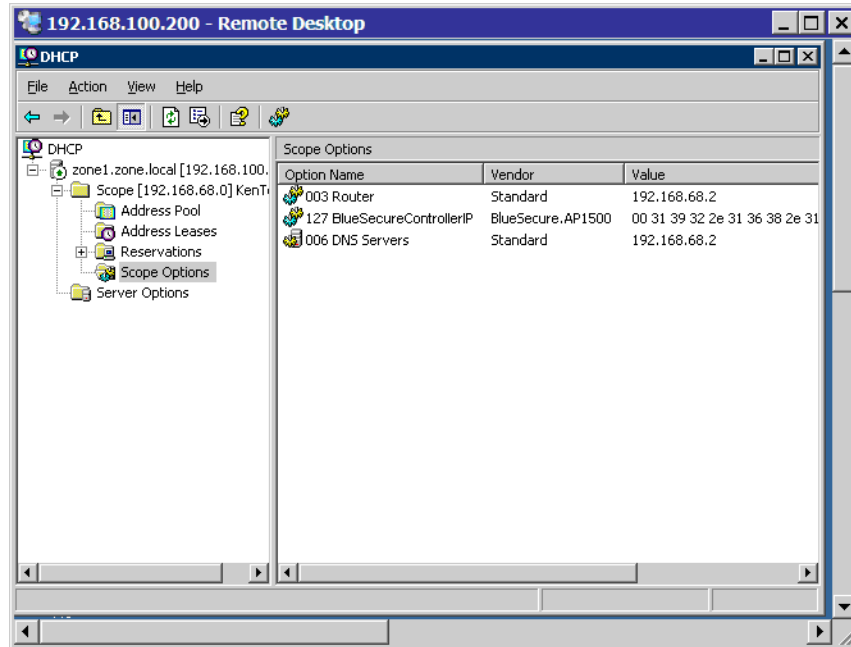 192.168.100.200 - Remote Desktop
DHCP
File Action View Help
DHCP
zone1.zone.local [192.168.100.
Scope [192.168.68.0] KenT
Address Pool
Address Leases
Reservations
Scope Options
Server Options
Scope Options
Option Name Vendor Value
003 Router Standard 192.168.68.2
127 BlueSecureControllerIP BlueSecure.AP1500 00 31 39 32 2e 31 36 38 2e 31
006 DNS Servers Standard 192.168.68.2